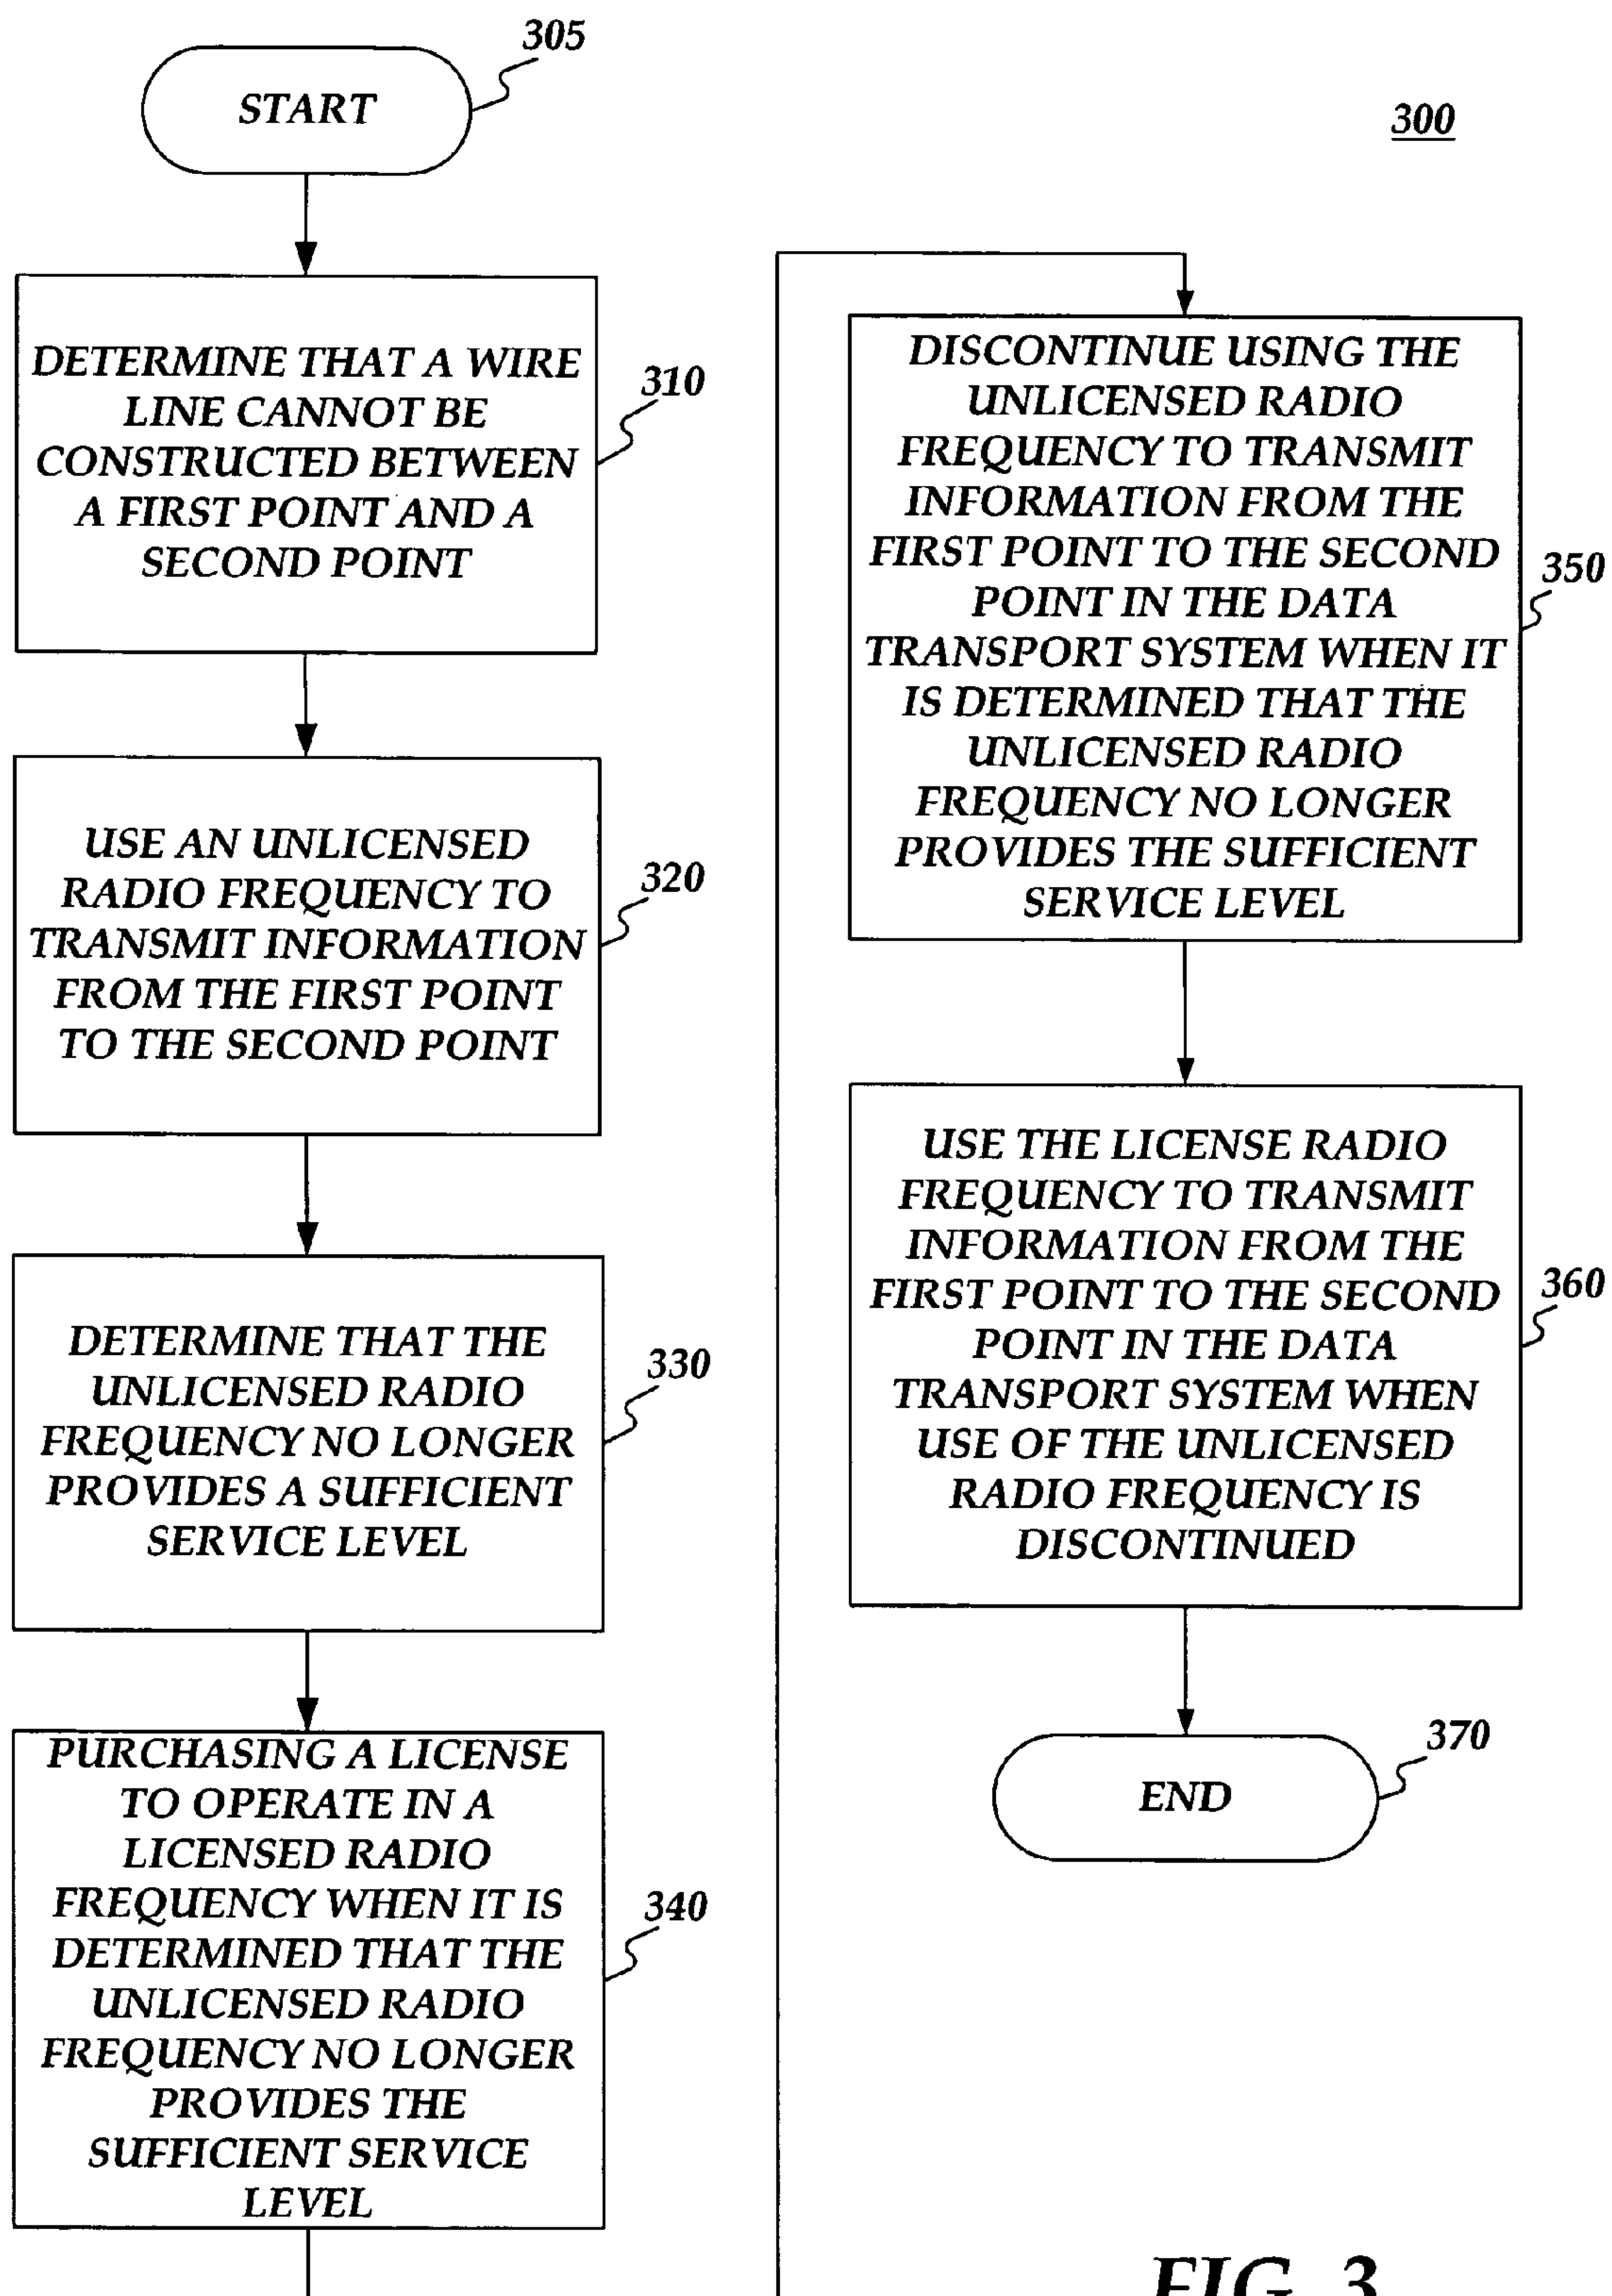 305
START
300
DETERMINE THAT A WIRE
LINE CANNOT BE
CONSTRUCTED BETWEEN
A FIRST POINT AND A
SECOND POINT
310
USE AN UNLICENSED
RADIO FREQUENCY TO
TRANSMIT INFORMATION
FROM THE FIRST POINT
TO THE SECOND POINT
320
DETERMINE THAT THE
UNLICENSED RADIO
FREQUENCY NO LONGER
PROVIDES A SUFFICIENT
SERVICE LEVEL
330
PURCHASING A LICENSE
TO OPERATE IN A
LICENSED RADIO
FREQUENCY WHEN IT IS
DETERMINED THAT THE
UNLICENSED RADIO
FREQUENCY NO LONGER
PROVIDES THE
SUFFICIENT SERVICE
LEVEL
340
DISCONTINUE USING THE
UNLICENSED RADIO
FREQUENCY TO TRANSMIT
INFORMATION FROM THE
FIRST POINT TO THE SECOND
POINT IN THE DATA
TRANSPORT SYSTEM WHEN IT
IS DETERMINED THAT THE
UNLICENSED RADIO
FREQUENCY NO LONGER
PROVIDES THE SUFFICIENT
SERVICE LEVEL
350
USE THE LICENSE RADIO
FREQUENCY TO TRANSMIT
INFORMATION FROM THE
FIRST POINT TO THE SECOND
POINT IN THE DATA
TRANSPORT SYSTEM WHEN
USE OF THE UNLICENSED
RADIO FREQUENCY IS
DISCONTINUED
360
370
END
FIG. 3